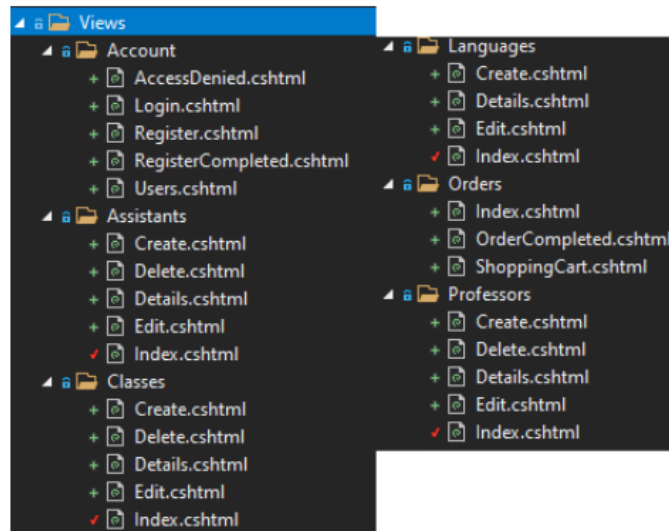 Views
Account
AccessDenied.cshtml
Login.cshtml
Register.cshtml
RegisterCompleted.cshtml
Users.cshtml
Assistants
Create.cshtml
Delete.cshtml
Details.cshtml
Edit.cshtml
Index.cshtml
Classes
Create.cshtml
Delete.cshtml
Details.cshtml
Edit.cshtml
Index.cshtml
Languages
Create.cshtml
Details.cshtml
Edit.cshtml
Index.cshtml
Orders
Index.cshtml
OrderCompleted.cshtml
ShoppingCart.cshtml
Professors
Create.cshtml
Delete.cshtml
Details.cshtml
Edit.cshtml
Index.cshtml